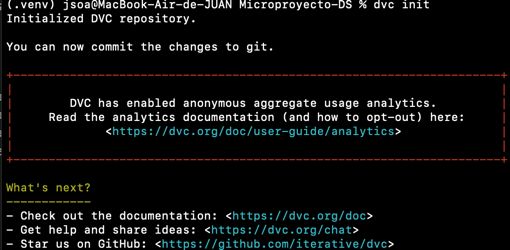 (.venv) jsoa@MacBook-Air-de-JUAN Microproyecto-DS % dvc init
Initialized DVC repository.
You can now commit the changes to git.
DVC has enabled anonymous aggregate usage analytics.
Read the analytics documentation (and how to opt-out) here:
<https://dvc.org/doc/user-guide/analytics>
What's next?
------------
- Check out the documentation: <https://dvc.org/doc>
- Get help and share ideas: <https://dvc.org/chat>
- Star us on GitHub: <https://github.com/iterative/dvc>